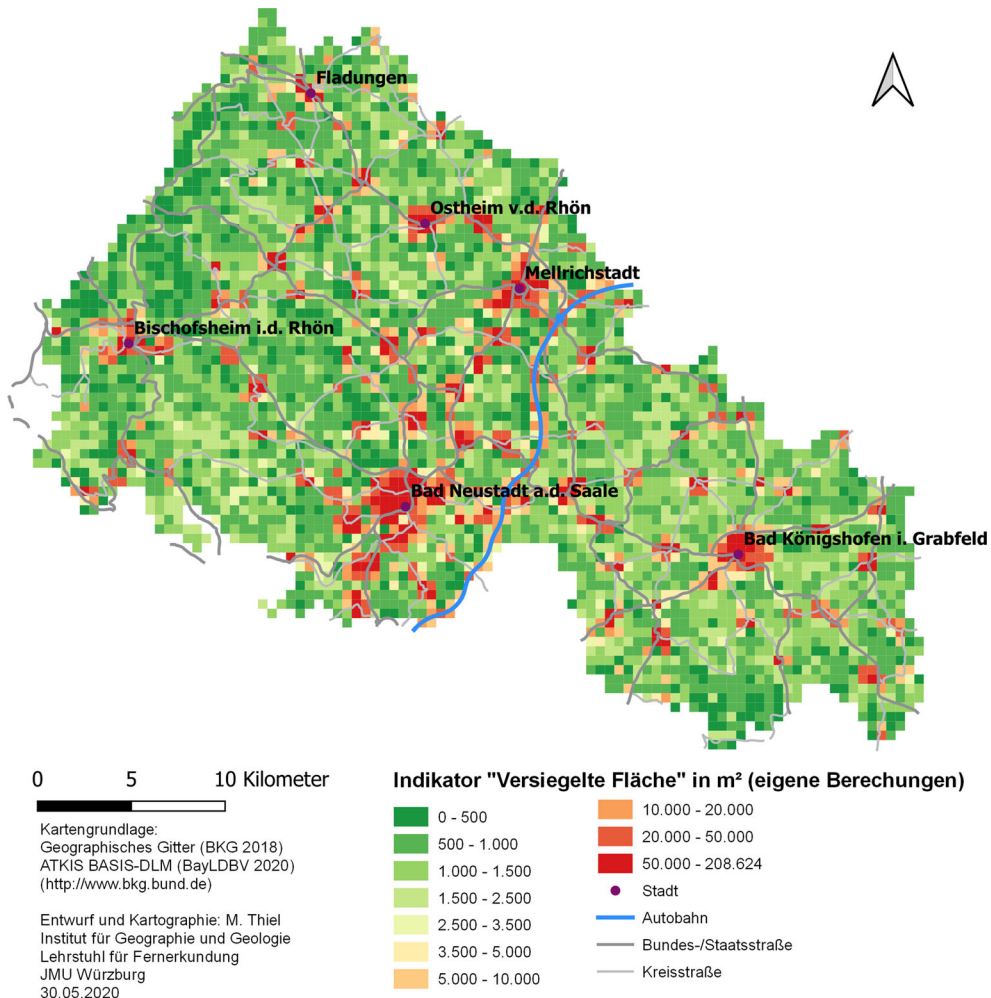 Fladungen
Ostheim v.d. Rhön
Mellrichstadt
Bischofsheim i.d. Rhön
Bad Neustadt a.d. Saale
Bad Königshofen i. Grabfeld
0 5 10 Kilometer
Kartengrundlage:
Geographisches Gitter (BKG 2018)
ATKIS BASIS-DLM (BayLDBV 2020)
(http://www.bkg.bund.de)
Entwurf und Kartographie: M. Thiel
Institut für Geographie und Geologie
Lehrstuhl für Fernerkundung
JMU Würzburg
30.05.2020
Indikator "Versiegelte Fläche" in m² (eigene Berechungen)
0 - 500
500 - 1.000
1.000 - 1.500
1.500 - 2.500
2.500 - 3.500
3.500 - 5.000
5.000 - 10.000
10.000 - 20.000
20.000 - 50.000
50.000 - 208.624
Stadt
Autobahn
Bundes-/Staatsstraße
Kreisstraße